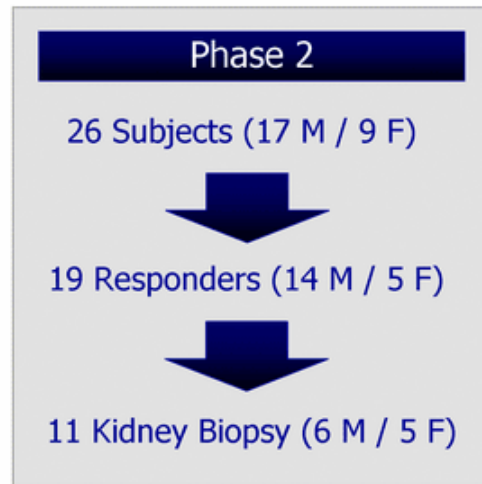 Phase 2
26 Subjects (17 M / 9 F)
19 Responders (14 M / 5 F)
11 Kidney Biopsy (6 M / 5 F)